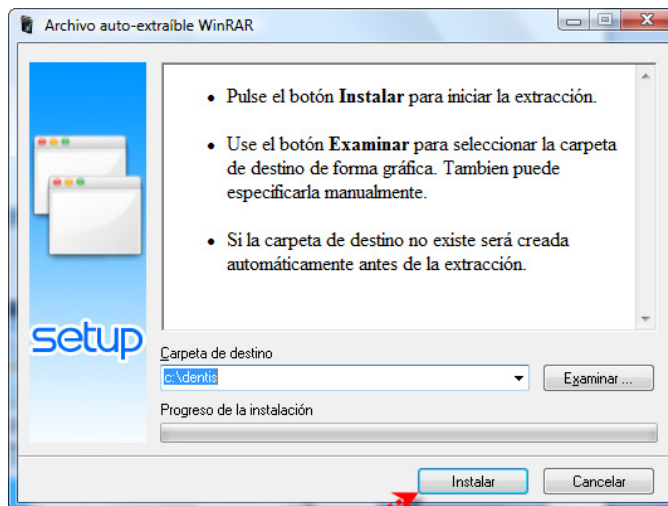 Archivo auto-extraíble WinRAR
• Pulse el botón Instalar para iniciar la extracción.
• Use el botón Examinar para seleccionar la carpeta
de destino de forma gráfica. Tambien puede
especificarla manualmente.
• Si la carpeta de destino no existe será creada
automáticamente antes de la extracción.
setup
Carpeta de destino
c:\dentis
Examinar ...
Progreso de la instalación
Instalar
Cancelar